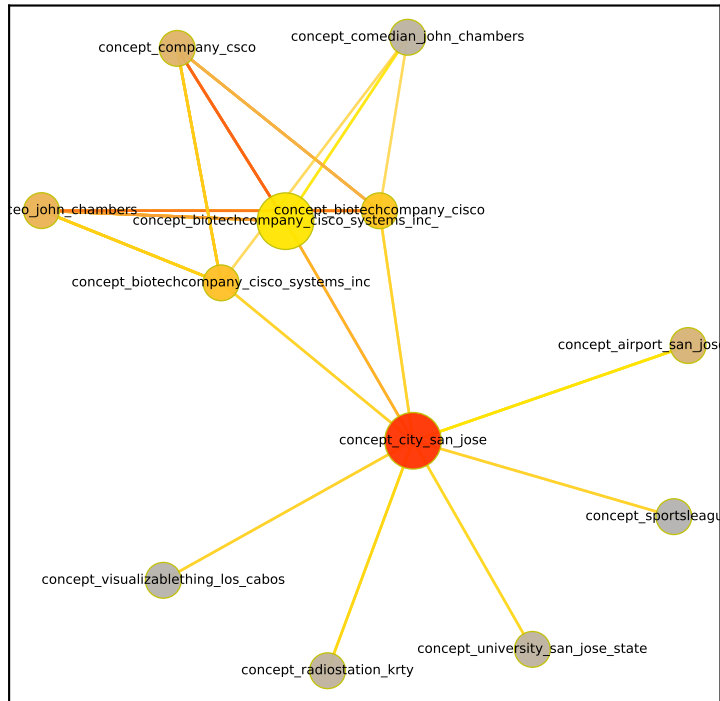 concept_comedian_john_chambers
concept_company_csco
ceo_john_chambers
concept_biotechcompany_cisco
concept_biotechcompany_cisco_systems_inc_
concept_biotechcompany_cisco_systems_inc
concept_airport_san_jos
concept_city_san_jose
concept_sportsleagu
concept_visualizablething_los_cabos
concept_university_san_jose_state
concept_radiostation_krty